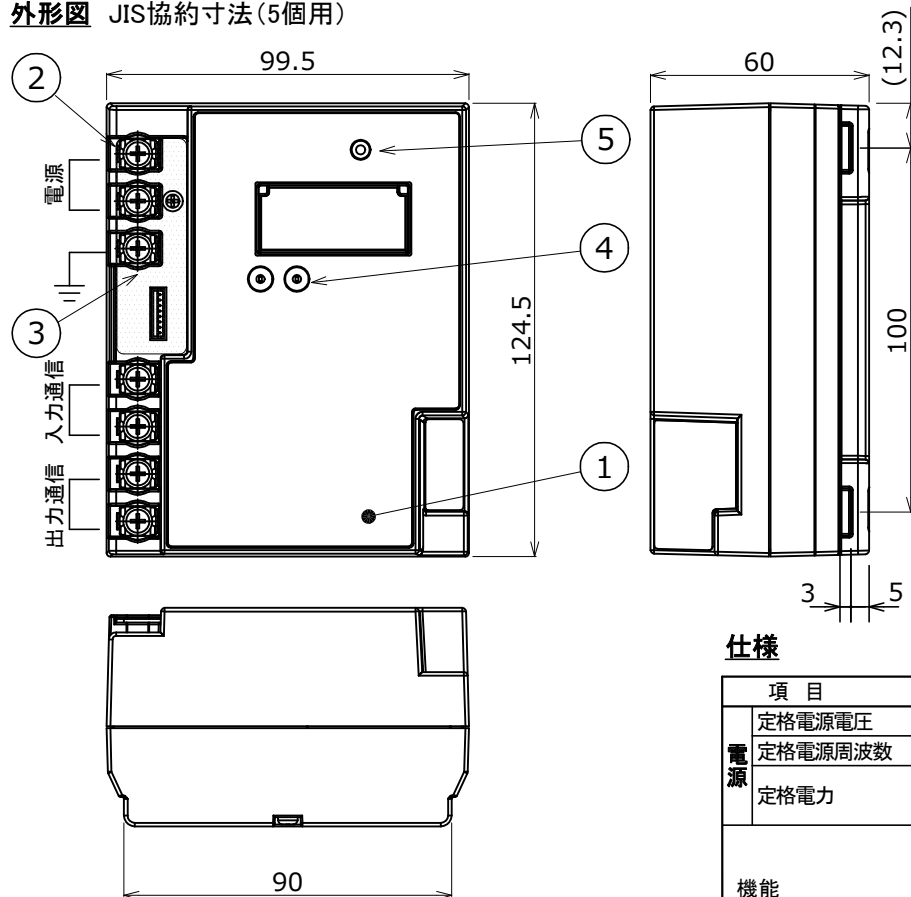 外形図 JIS協約寸法(5個用)
99.5
60
(12.3)
②
⑤
電源
④
③
124.5
100
入力通信
①
出力通信
3
5
90
仕様
項 目
電源
定格電源電圧
定格電源周波数
定格電力
機能